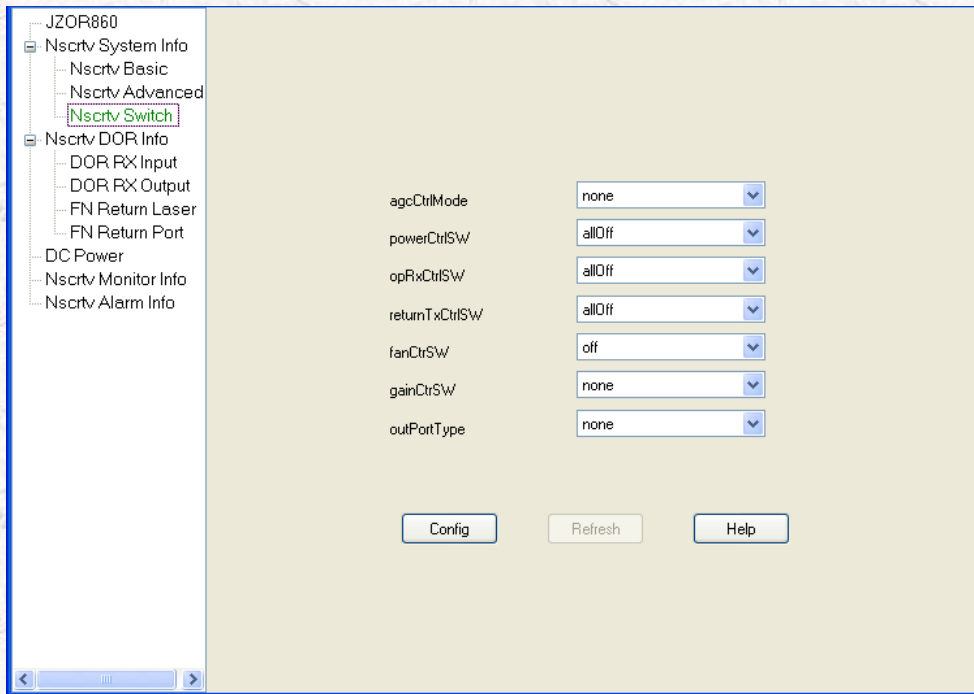 JZOR860
Nscrtv System Info
Nscrtv Basic
Nscrtv Advanced
Nscrtv Switch
Nscrtv DOR Info
DOR RX Input
DOR RX Output
FN Return Laser
FN Return Port
DC Power
Nscrtv Monitor Info
Nscrtv Alarm Info
agcCtrlMode none
powerCtrlSW allOff
opRxCtrlSW allOff
returnTxCtrlSW allOff
fanCtrSW off
gainCtrSW none
outPortType none
Config Refresh Help